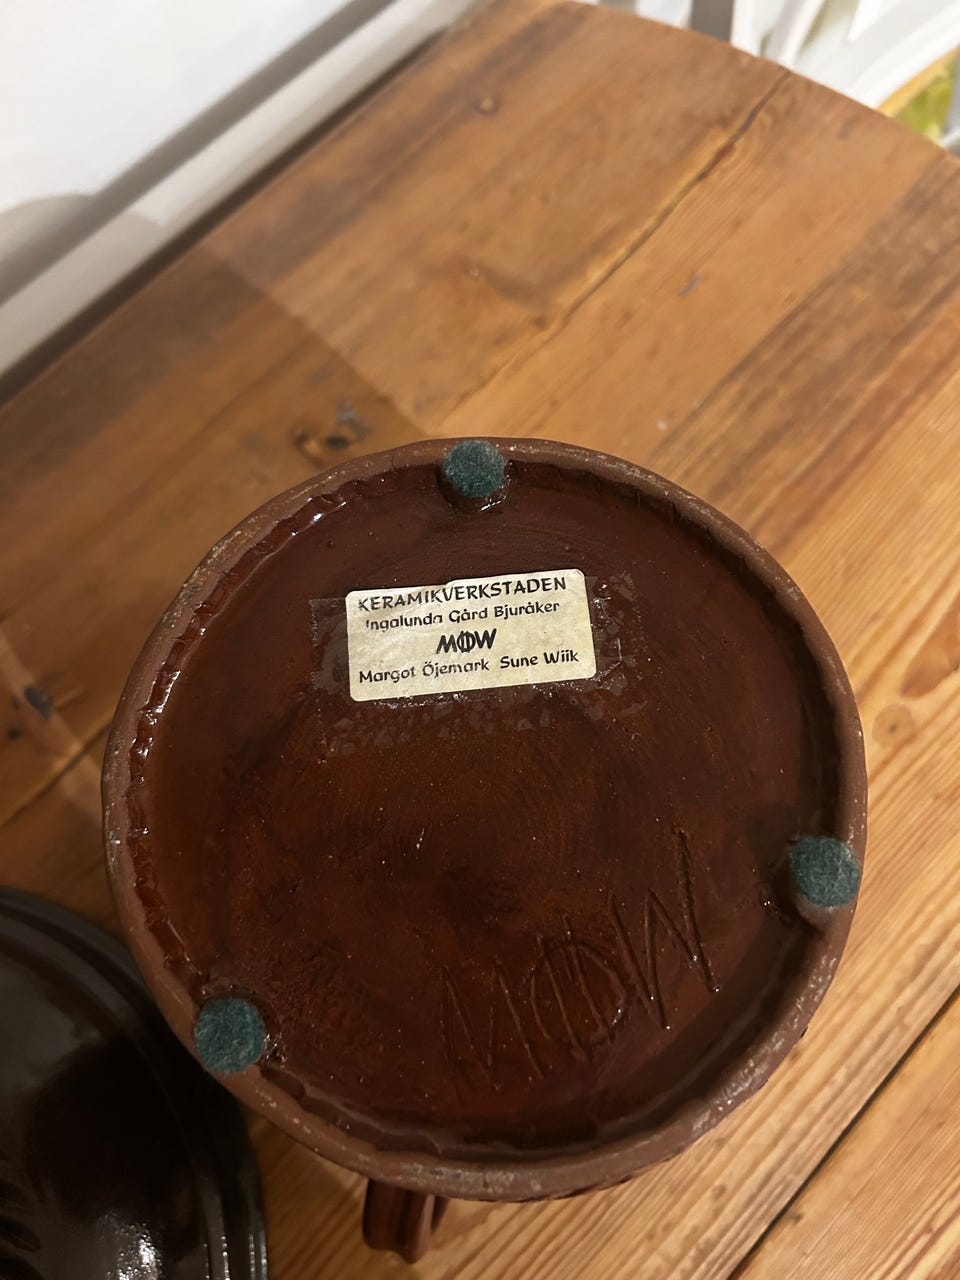 KERAMIKVERKSTADEN
Ingalunda Gård Bjuråker
MØW
Margot Öjemark Sune Wiik
MØW